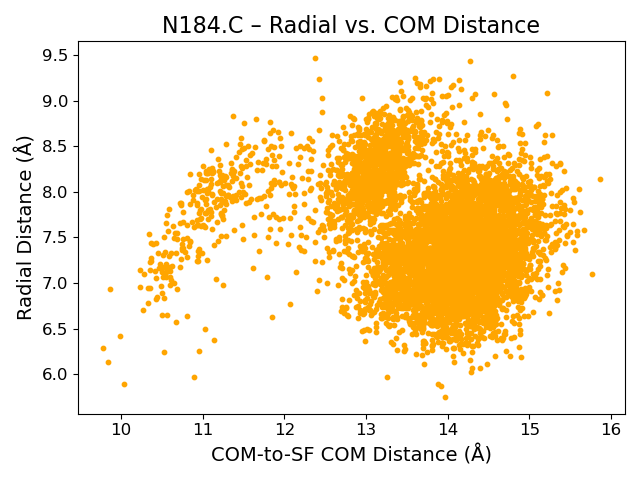 N184.C – Radial vs. COM Distance
Radial Distance (Å)
9.5
9.0
8.5
8.0
7.5
7.0
6.5
6.0
10 11 12 13 14 15 16
COM-to-SF COM Distance (Å)